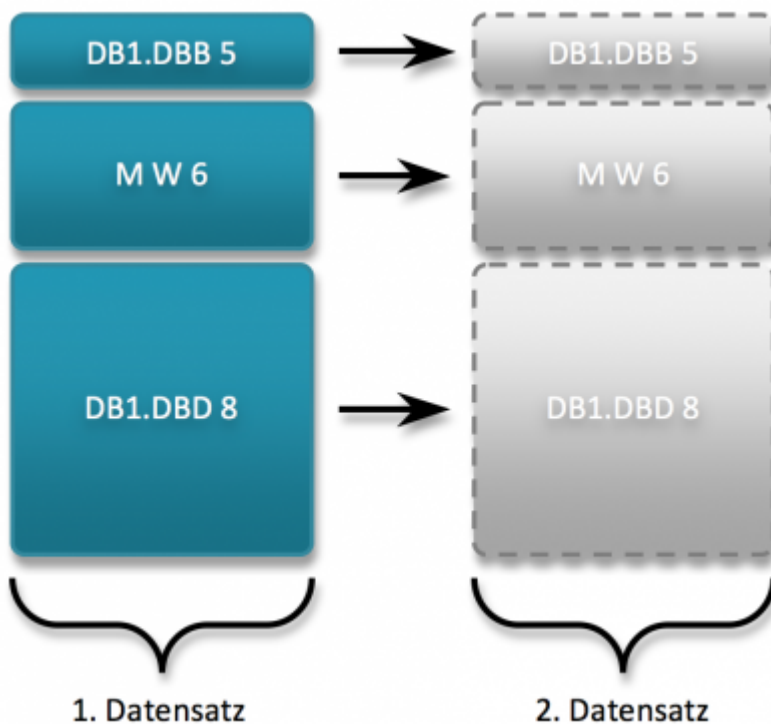 DB1.DBB 5
DB1.DBB 5
M W 6
M W 6
DB1.DBD 8
DB1.DBD 8
1. Datensatz
2. Datensatz